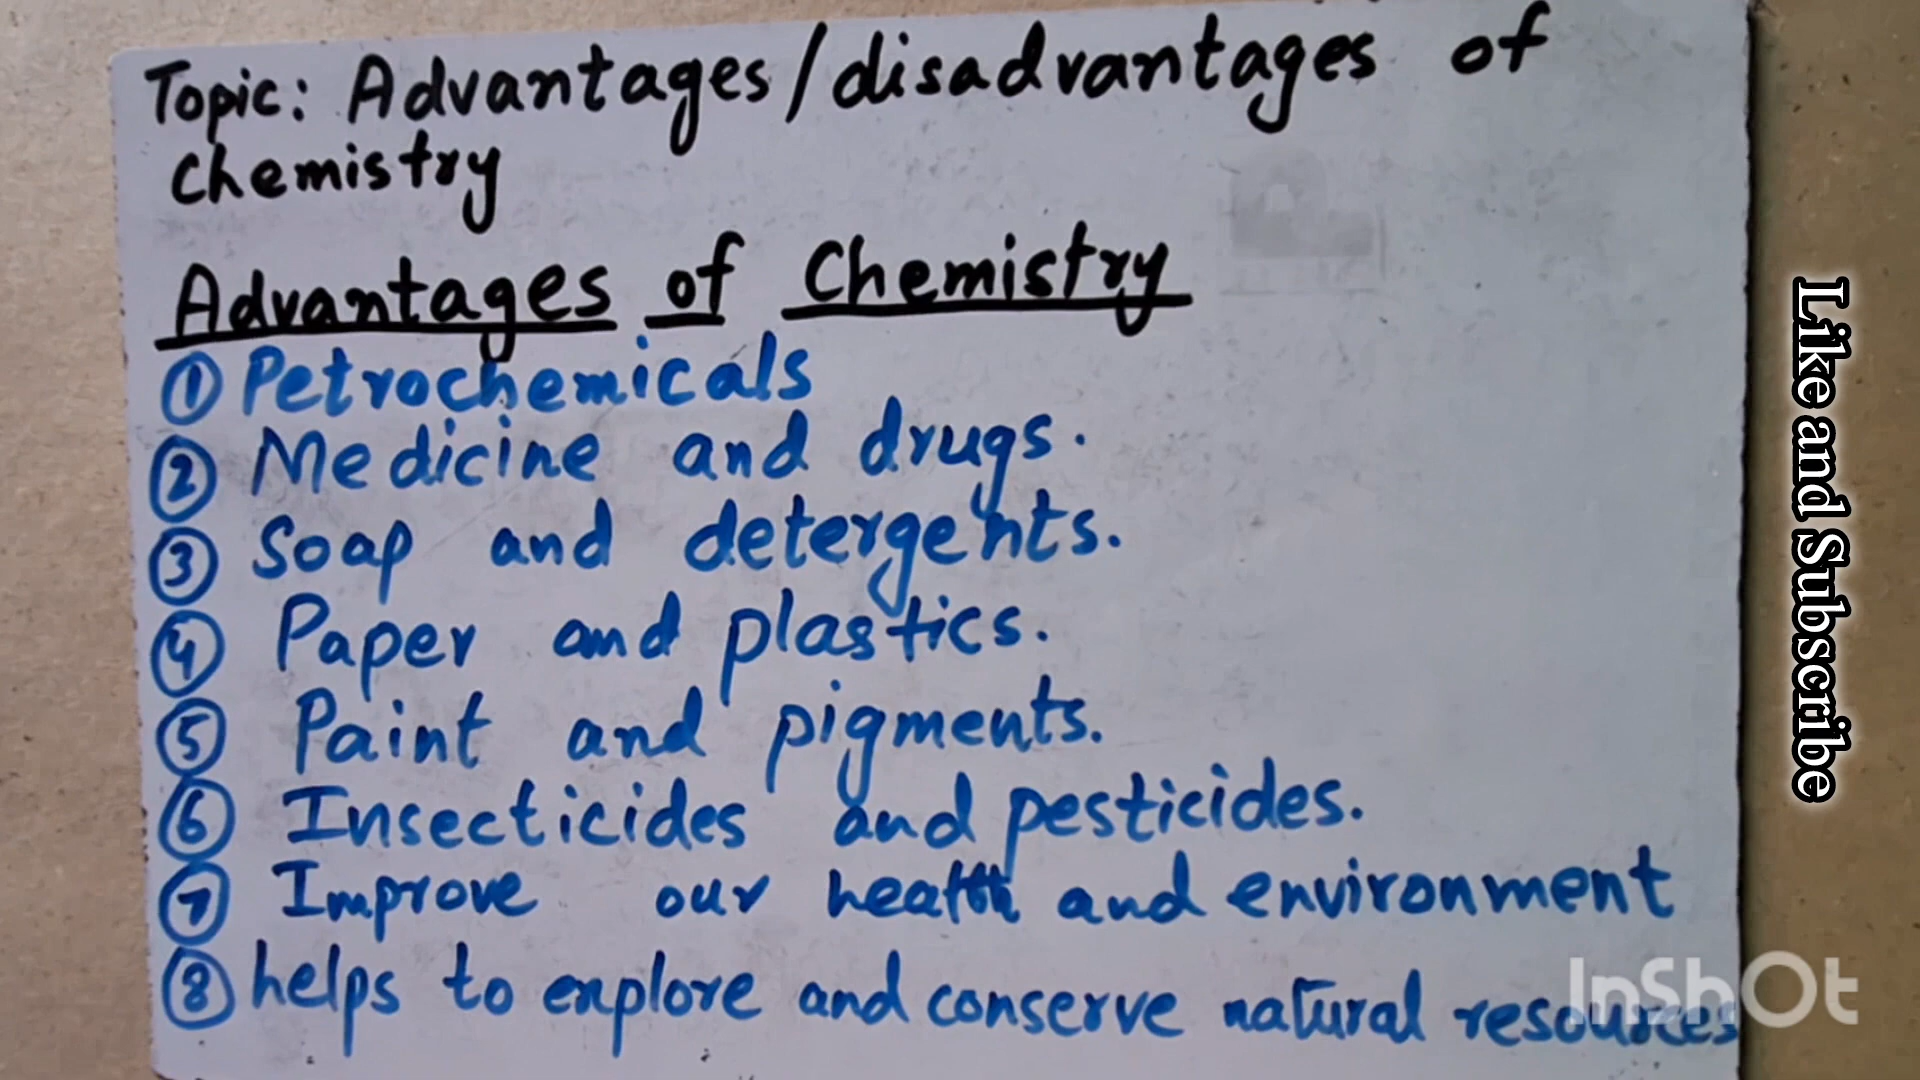 Topic: Advantages/disadvantages of
Chemistry
Advantages of Chemistry
① Petrochemicals
② Medicine and drugs.
③ Soap and detergents.
④ Paper and plastics.
⑤ Paint and pigments.
⑥ Insecticides and pesticides.
⑦ Improve our health and environment
⑧ helps to explore and conserve natural resources
Like and Subscribe
InShOt